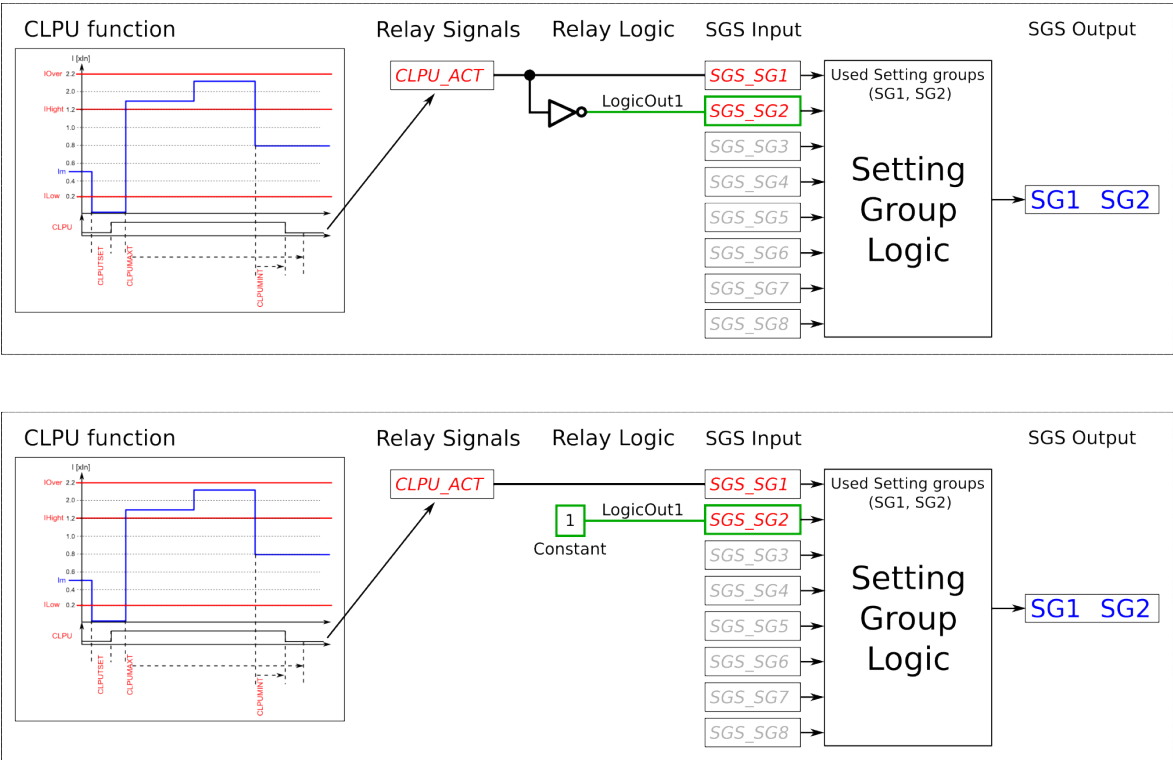 CLPU function
Relay Signals
Relay Logic
SGS Input
SGS Output
I [xIn]
IOver 2.2
2.0
IHight 1.2
1.0
0.8
0.6
Im
0.4
ILow 0.2
CLPU
CLPUTSET
CLPUMAXT
CLPUMINT
CLPU_ACT
LogicOut1
SGS_SG1
SGS_SG2
SGS_SG3
SGS_SG4
SGS_SG5
SGS_SG6
SGS_SG7
SGS_SG8
Used Setting groups
(SG1, SG2)
Setting
Group
Logic
SG1 SG2
CLPU function
Relay Signals
Relay Logic
SGS Input
SGS Output
I [xIn]
IOver 2.2
2.0
IHight 1.2
1.0
0.8
0.6
Im
0.4
ILow 0.2
CLPU
CLPUTSET
CLPUMAXT
CLPUMINT
CLPU_ACT
1
LogicOut1
Constant
SGS_SG1
SGS_SG2
SGS_SG3
SGS_SG4
SGS_SG5
SGS_SG6
SGS_SG7
SGS_SG8
Used Setting groups
(SG1, SG2)
Setting
Group
Logic
SG1 SG2